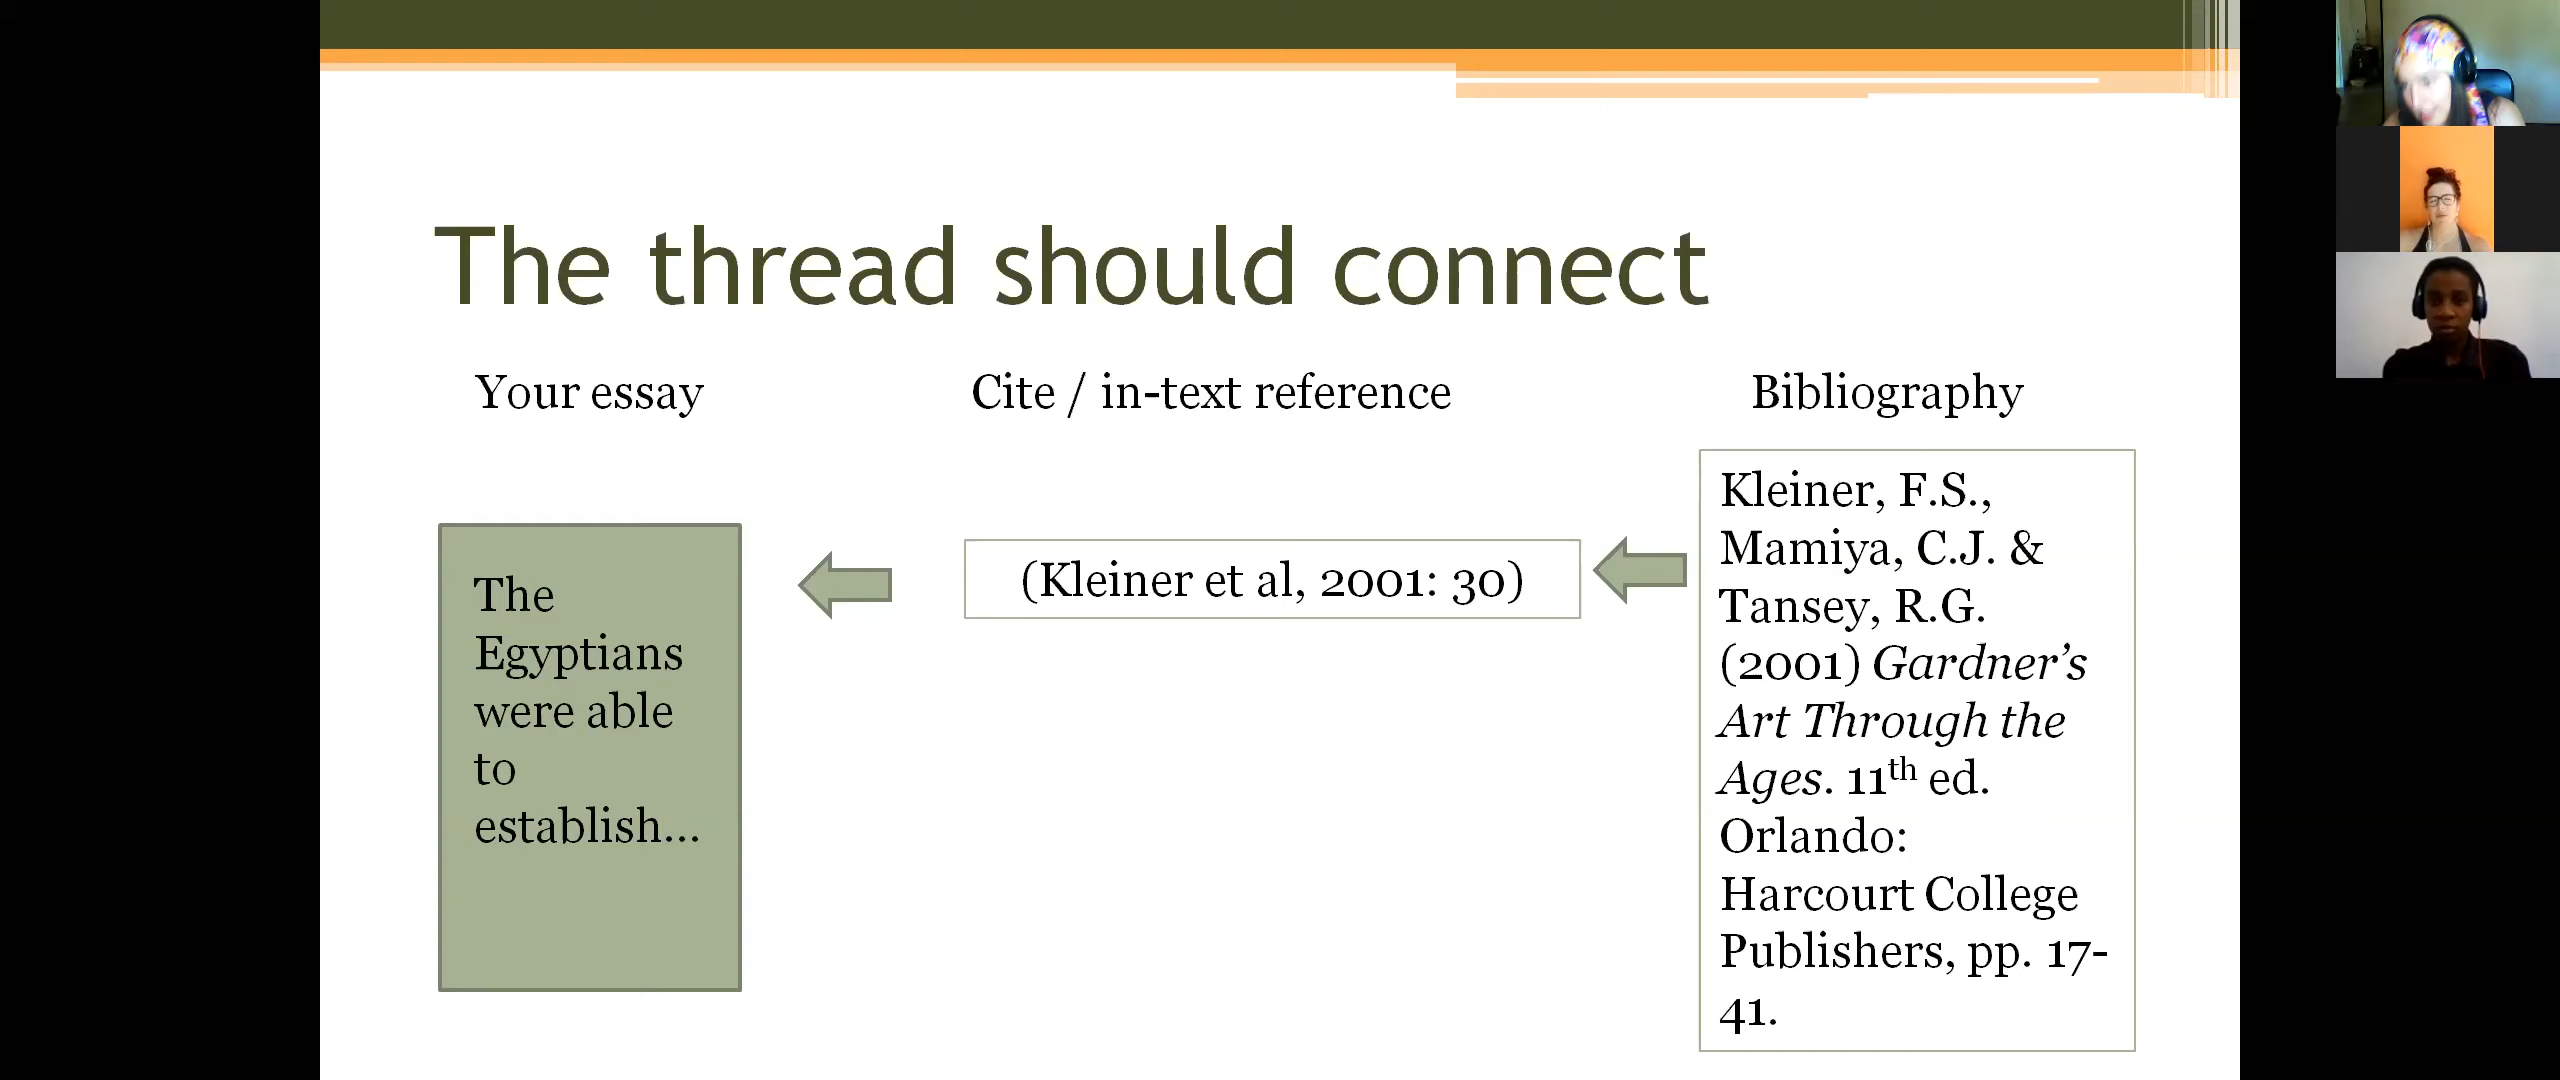 The thread should connect
Your essay
Cite / in-text reference
Bibliography
The
Egyptians
were able
to
establish...
(Kleiner et al, 2001: 30)
Kleiner, F.S.,
Mamiya, C.J. &
Tansey, R.G.
(2001) Gardner’s
Art Through the
Ages. 11th ed.
Orlando:
Harcourt College
Publishers, pp. 17-
41.